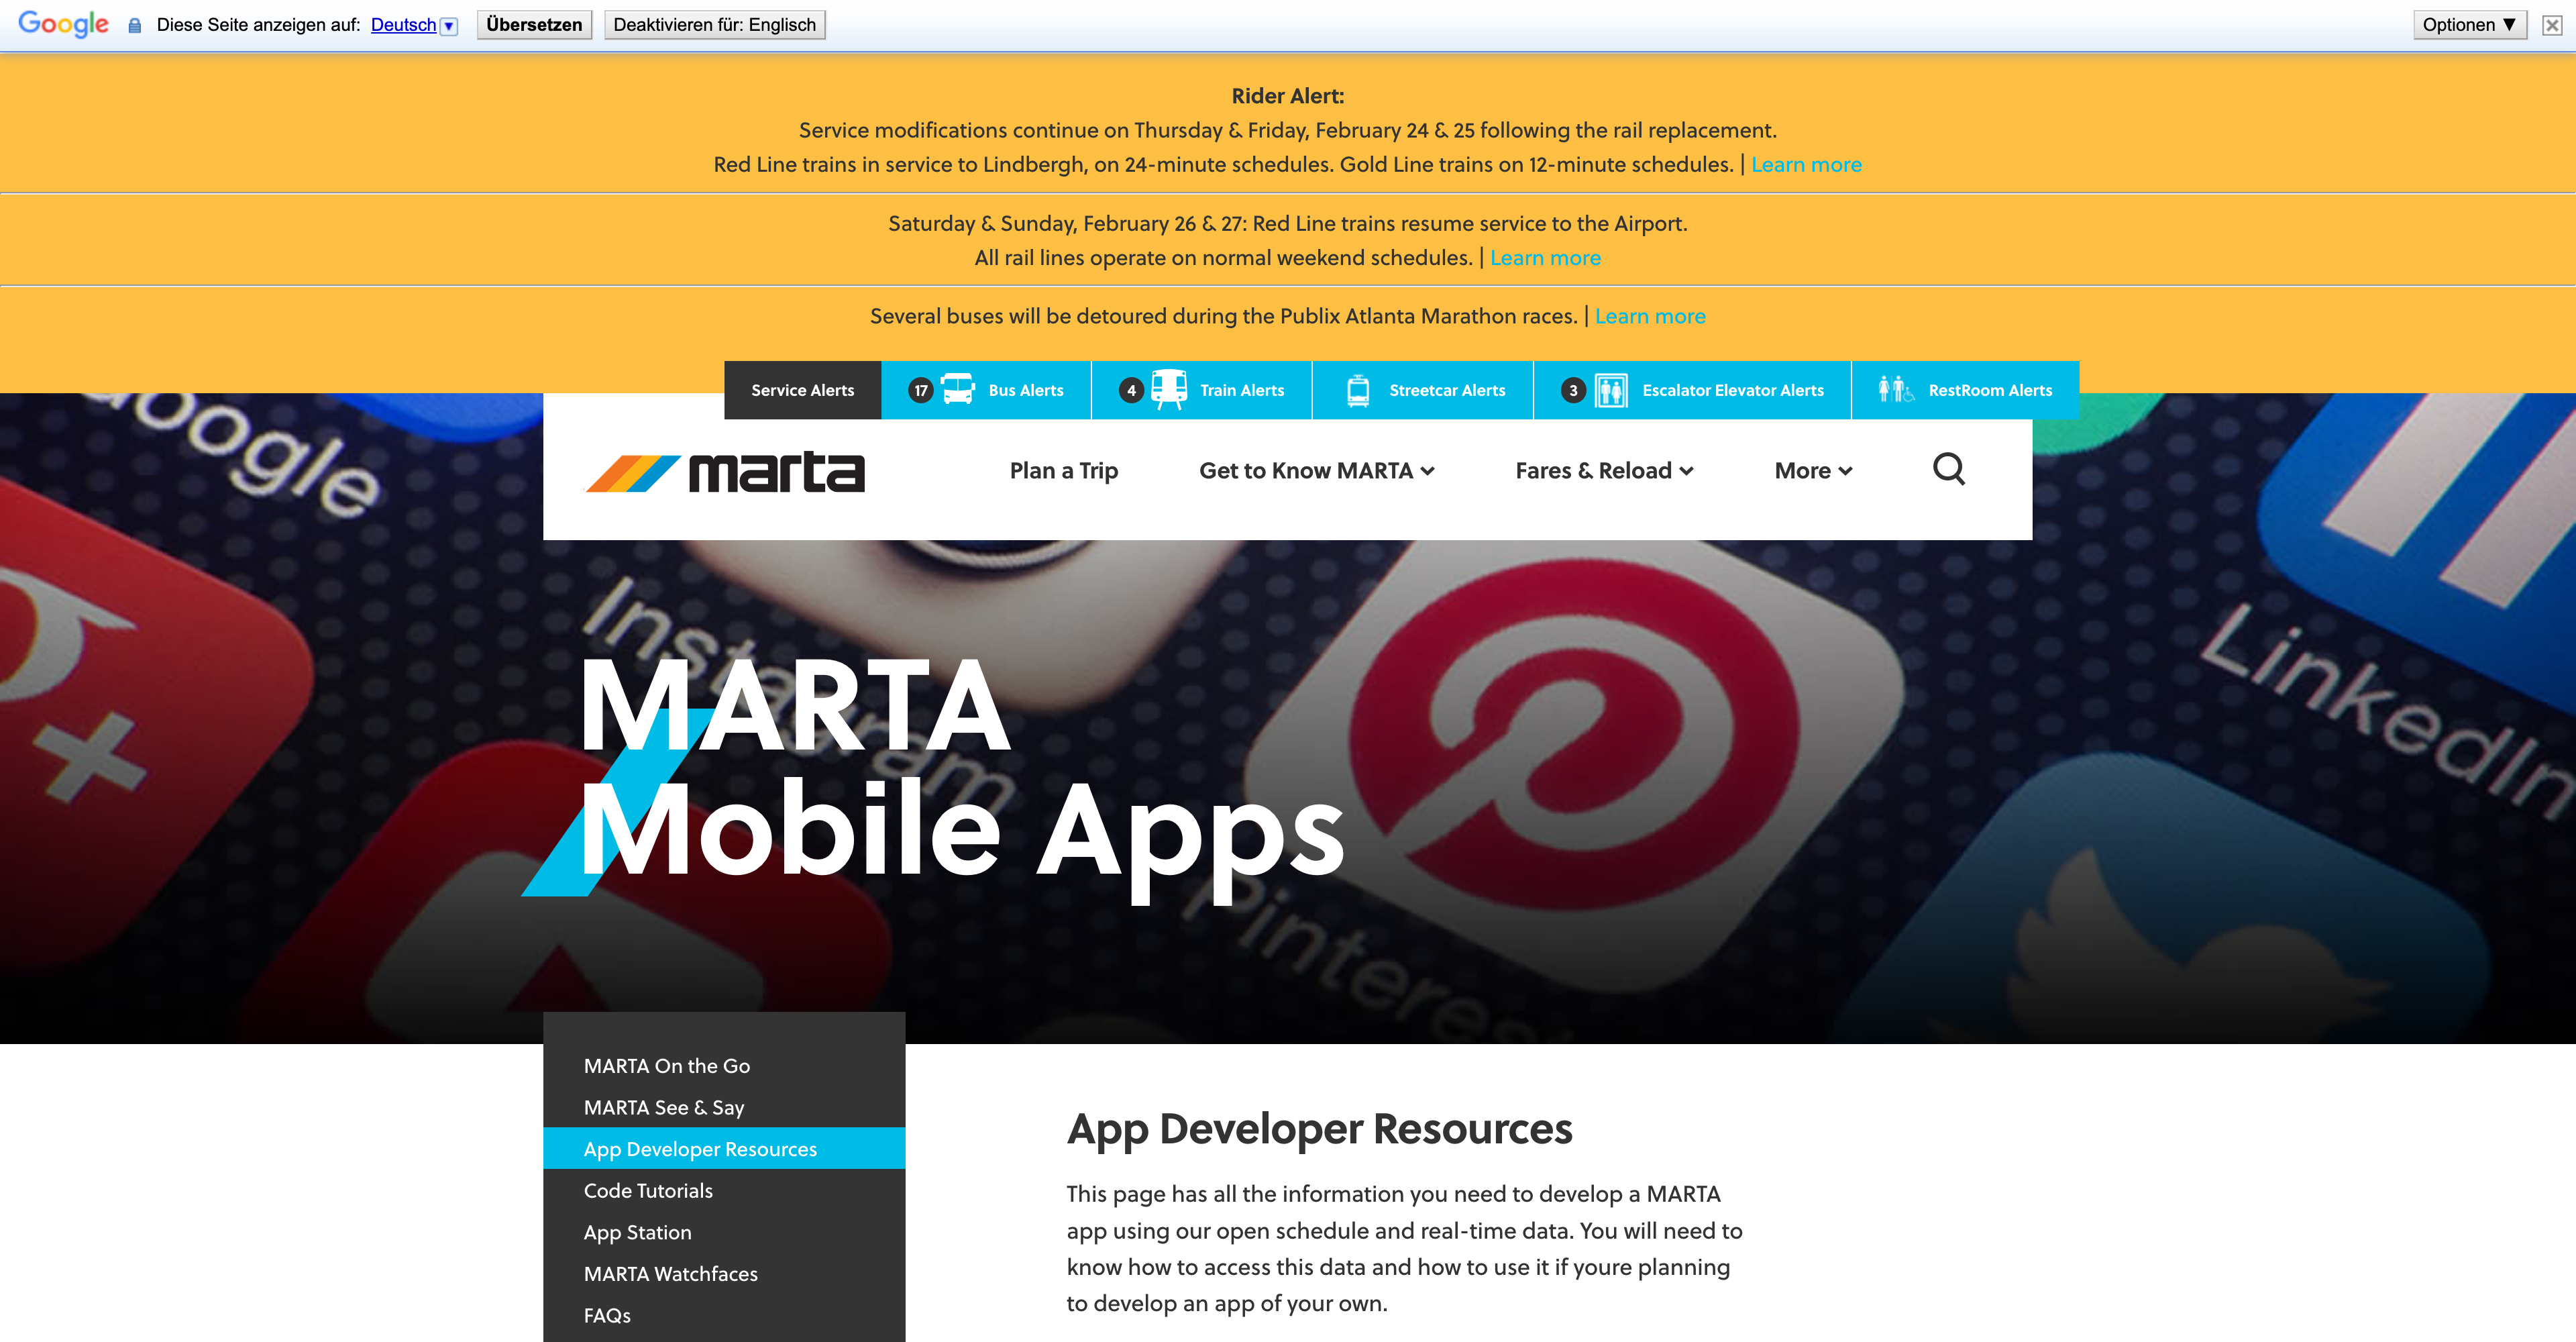 Google Diese Seite anzeigen auf: Deutsch ▼ Übersetzen Deaktivieren für: Englisch Optionen ▼
Rider Alert:
Service modifications continue on Thursday & Friday, February 24 & 25 following the rail replacement.
Red Line trains in service to Lindbergh, on 24-minute schedules. Gold Line trains on 12-minute schedules. | Learn more
Saturday & Sunday, February 26 & 27: Red Line trains resume service to the Airport.
All rail lines operate on normal weekend schedules. | Learn more
Several buses will be detoured during the Publix Atlanta Marathon races. | Learn more
Service Alerts 17 Bus Alerts 4 Train Alerts Streetcar Alerts 3 Escalator Elevator Alerts RestRoom Alerts
marta Plan a Trip Get to Know MARTA Fares & Reload More
Google
Instagram
LinkedIn
Pinterest
MARTA
Mobile Apps
MARTA On the Go
MARTA See & Say
App Developer Resources
Code Tutorials
App Station
MARTA Watchfaces
FAQs
App Developer Resources
This page has all the information you need to develop a MARTA
app using our open schedule and real-time data. You will need to
know how to access this data and how to use it if youre planning
to develop an app of your own.